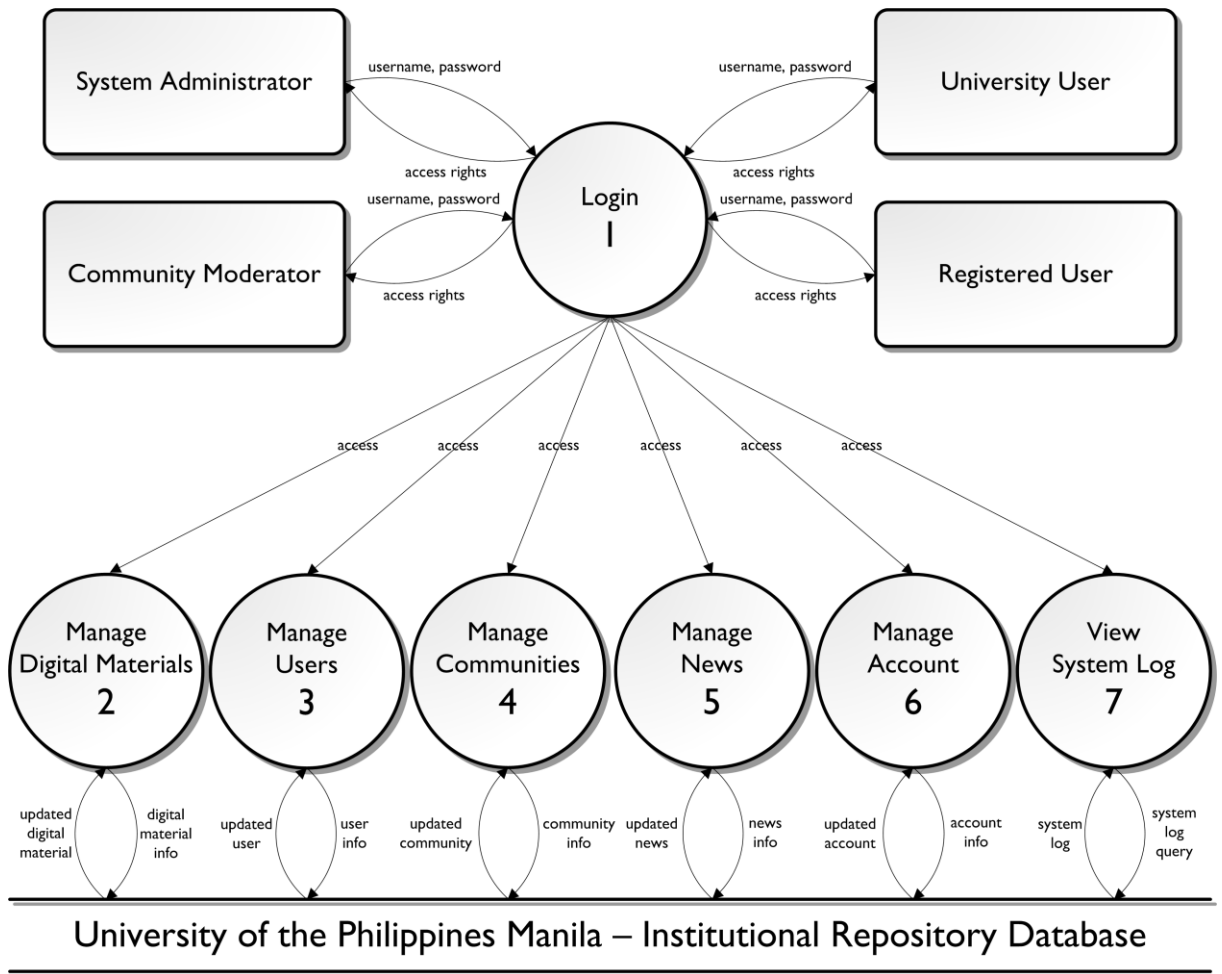 System Administrator
username, password
access rights
University User
username, password
access rights
Login
1
Community Moderator
username, password
access rights
Registered User
username, password
access rights
access
access
access
access
access
access
Manage
Digital Materials
2
Manage
Users
3
Manage
Communities
4
Manage
News
5
Manage
Account
6
View
System Log
7
updated
digital
material
digital
material
info
updated
user
user
info
updated
community
community
info
updated
news
news
info
updated
account
account
info
system
log
system
log
query
University of the Philippines Manila – Institutional Repository Database